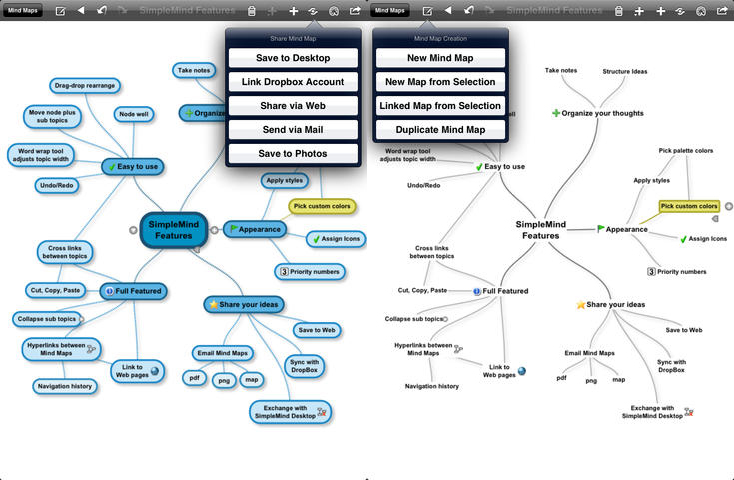 Mind Maps
SimpleMind Features
Share Mind Map
Save to Desktop
Link Dropbox Account
Share via Web
Send via Mail
Save to Photos
Take notes
Drag-drop rearrange
Organize
Move node plus
sub topics
Node well
Word wrap tool
adjusts topic width
Easy to use
Undo/Redo
Apply styles
Pick custom colors
SimpleMind
Features
Appearance
Assign Icons
Cross links
between topics
3 Priority numbers
Cut, Copy, Paste
Full Featured
Share your ideas
Collapse sub topics
Save to Web
Hyperlinks between
Mind Maps
Email Mind Maps
Link to
Web pages
Sync with
DropBox
pdf
png
map
Navigation history
Exchange with
SimpleMind Desktop
Mind Maps
SimpleMind Features
Mind Map Creation
New Mind Map
New Map from Selection
Linked Map from Selection
Duplicate Mind Map
Take notes
Structure Ideas
Organize your thoughts
ell
Word wrap tool
adjusts topic width
Easy to use
Undo/Redo
Pick palette colors
Apply styles
Pick custom colors
SimpleMind
Features
Appearance
Assign Icons
Cross links
between topics
3 Priority numbers
Cut, Copy, Paste
Full Featured
Share your ideas
Collapse sub topics
Save to Web
Hyperlinks between
Mind Maps
Email Mind Maps
Link to
Web pages
Sync with
DropBox
pdf
png
map
Navigation history
Exchange with
SimpleMind Desktop